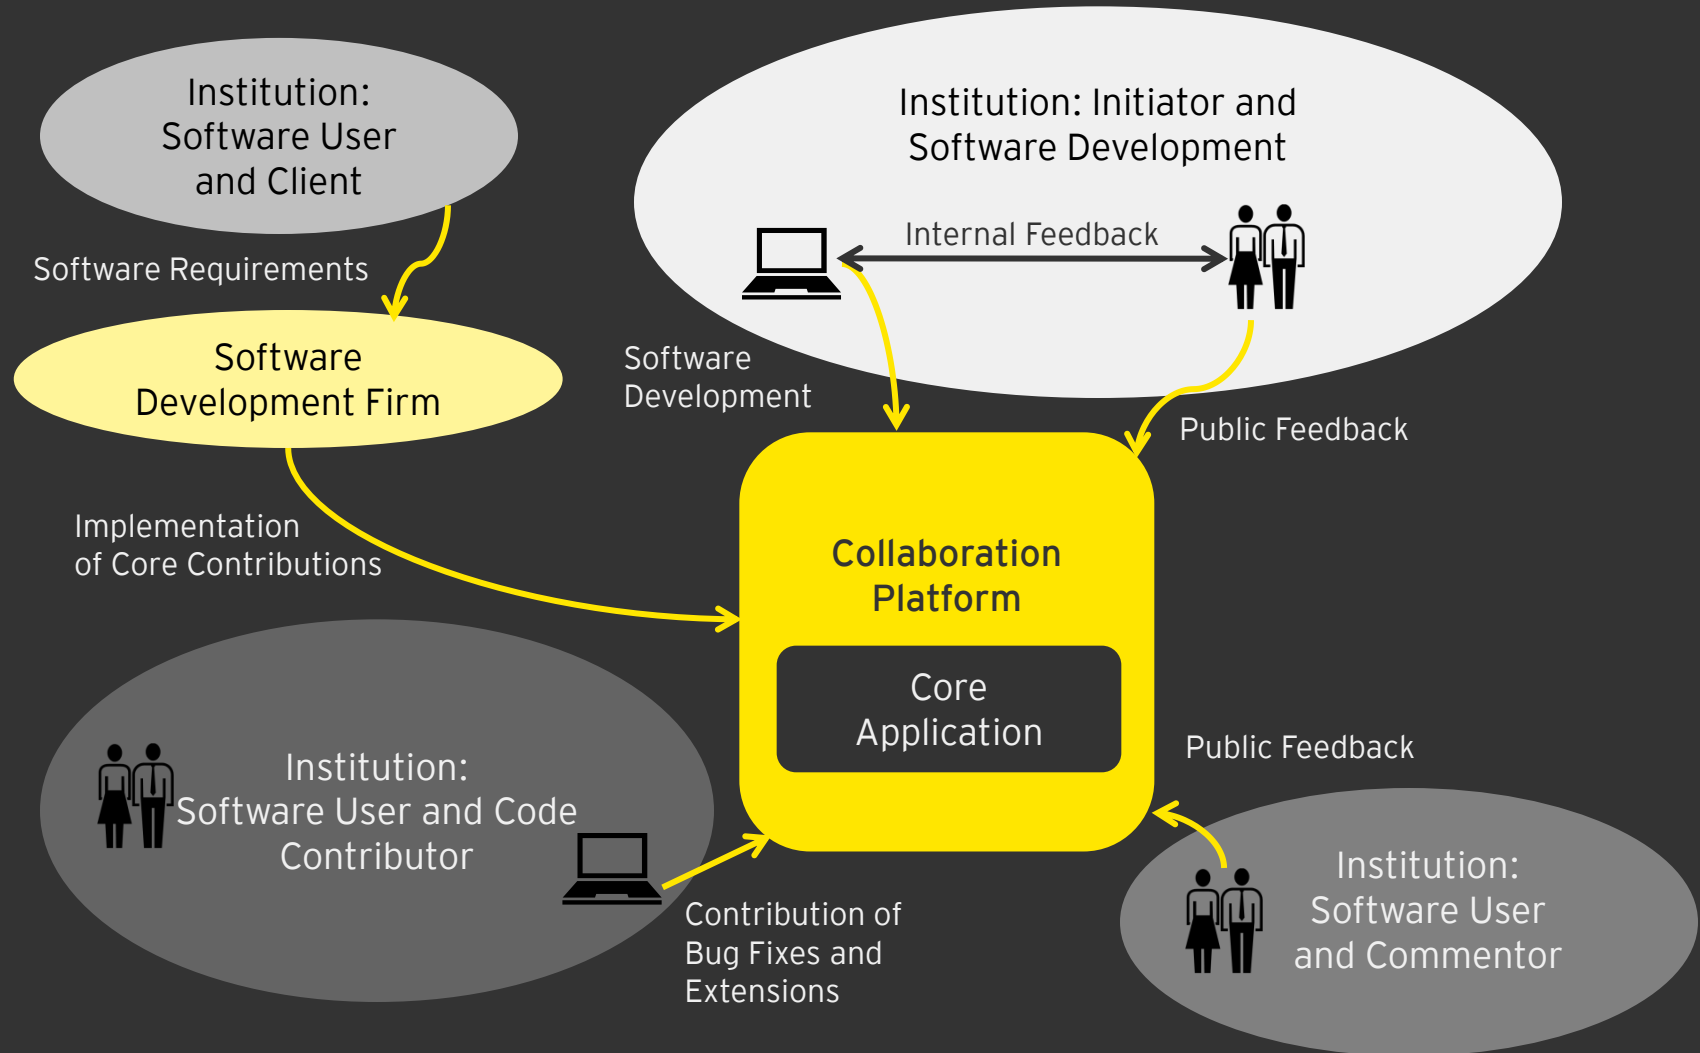 Institution:
Software User
and Client
Institution: Initiator and
Software Development
Internal Feedback
Software Requirements
Software
Development Firm
Software
Development
Public Feedback
Implementation
of Core Contributions
Collaboration
Platform
Core
Application
Institution:
Software User and Code
Contributor
Public Feedback
Contribution of
Bug Fixes and
Extensions
Institution:
Software User
and Commentor